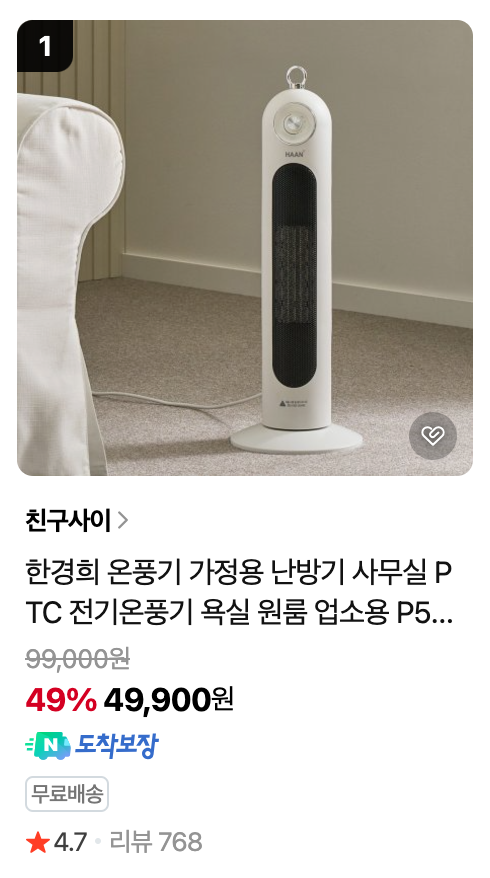 1
HAAN
친구사이
한경희 온풍기 가정용 난방기 사무실 P
TC 전기온풍기 욕실 원룸 업소용 P5...
99,000원
49% 49,900원
N 도착보장
무료배송
4.7 리뷰 768